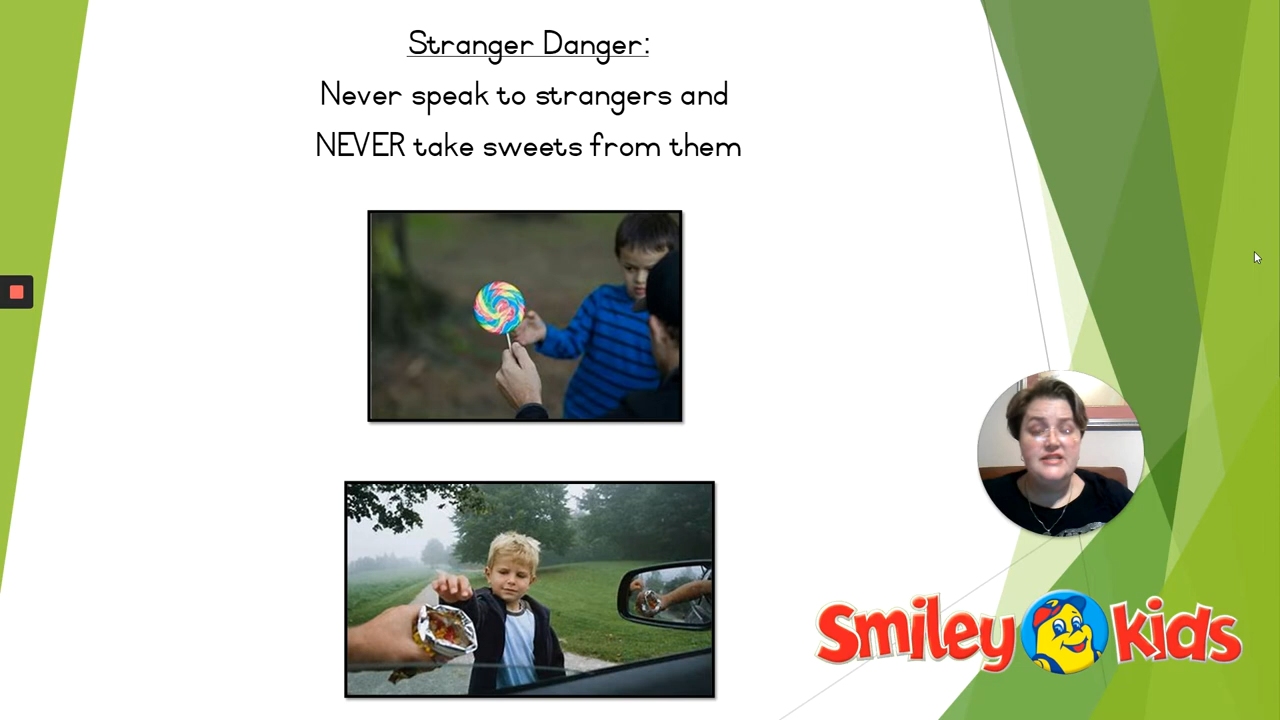 Stranger Danger:
Never speak to strangers and
NEVER take sweets from them
Smiley kids